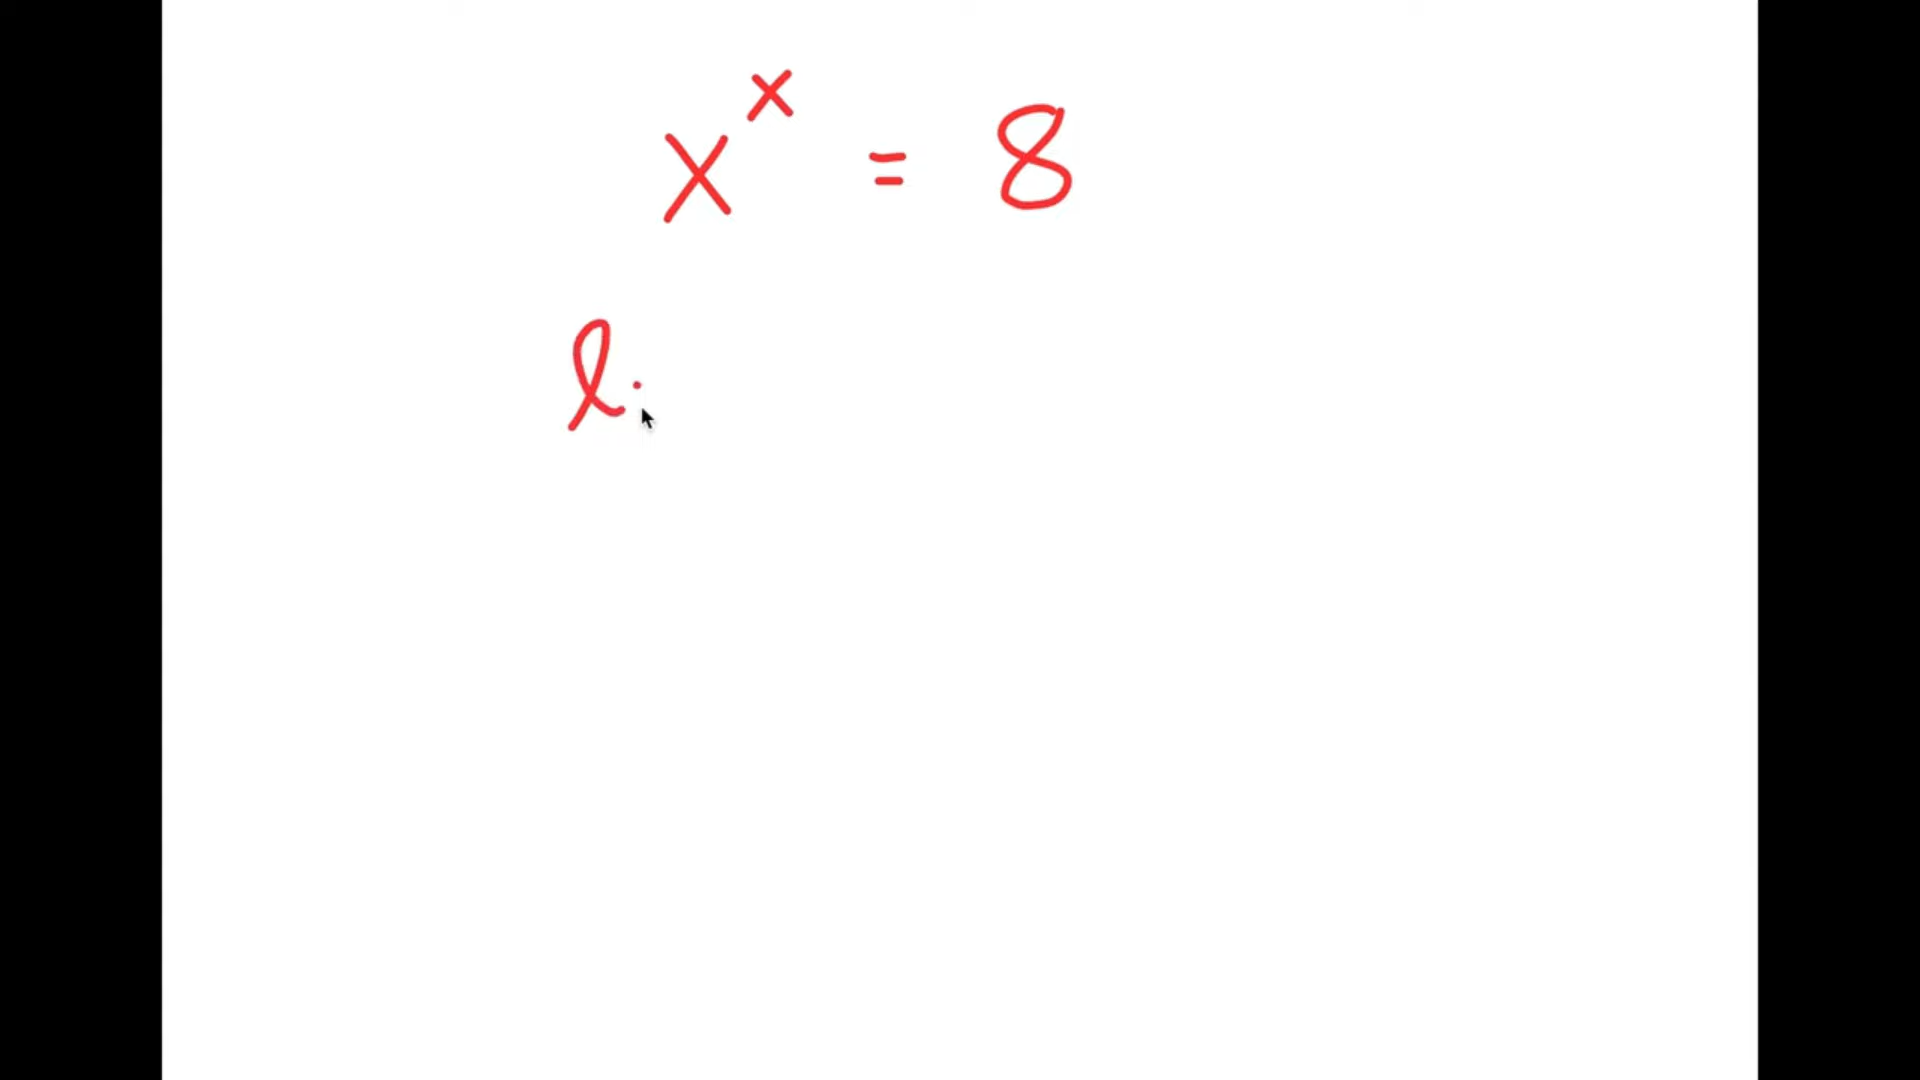 x^x = 8
l